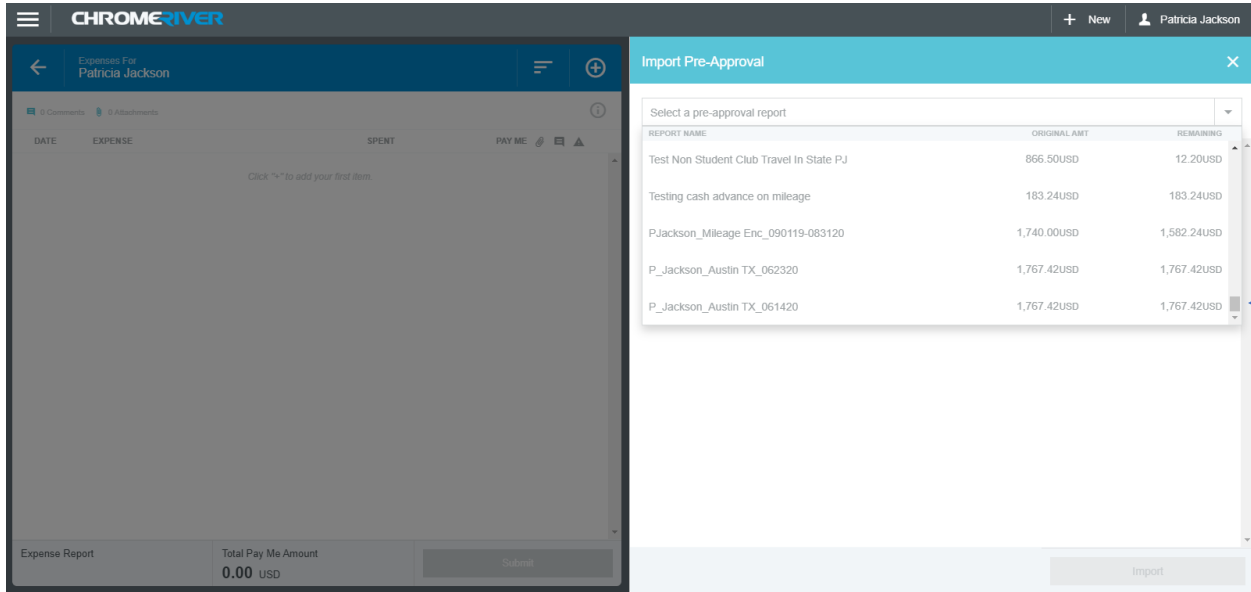 CHROMERIVER
+ New
Patricia Jackson
Expenses For
Patricia Jackson
0 Comments 0 Attachments
DATE EXPENSE SPENT PAY ME
Click "+" to add your first item
Expense Report
Total Pay Me Amount
0.00 USD
Submit
Import Pre-Approval
Select a pre-approval report
REPORT NAME ORIGINAL AMT REMAINING
Test Non Student Club Travel In State PJ 866.50USD 12.20USD
Testing cash advance on mileage 183.24USD 183.24USD
PJackson_Mileage Enc_090119-083120 1,740.00USD 1,582.24USD
P_Jackson_Austin TX_062320 1,767.42USD 1,767.42USD
P_Jackson_Austin TX_061420 1,767.42USD 1,767.42USD
Import